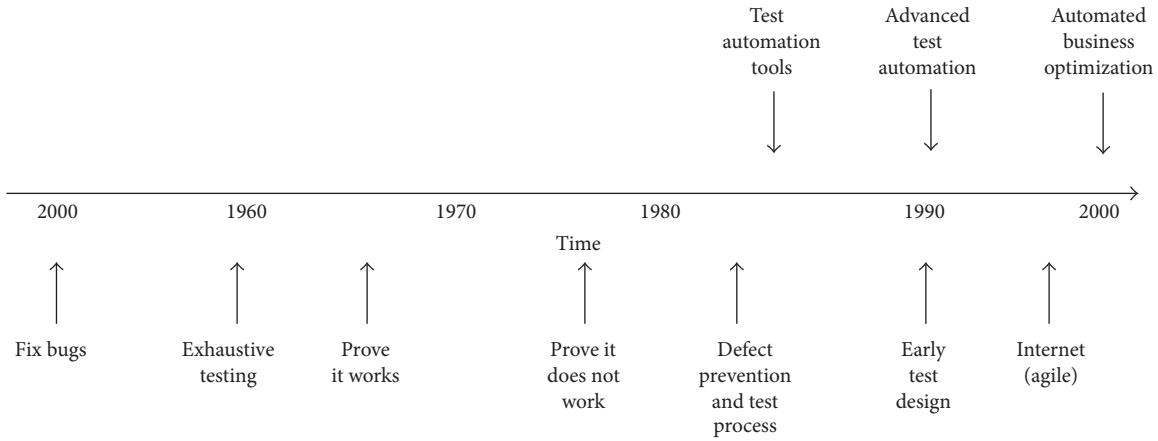 Test
automation
tools
Advanced
test
automation
Automated
business
optimization
2000
1960
1970
1980
1990
2000
Time
Fix bugs
Exhaustive
testing
Prove
it works
Prove it
does not
work
Defect
prevention
and test
process
Early
test
design
Internet
(agile)